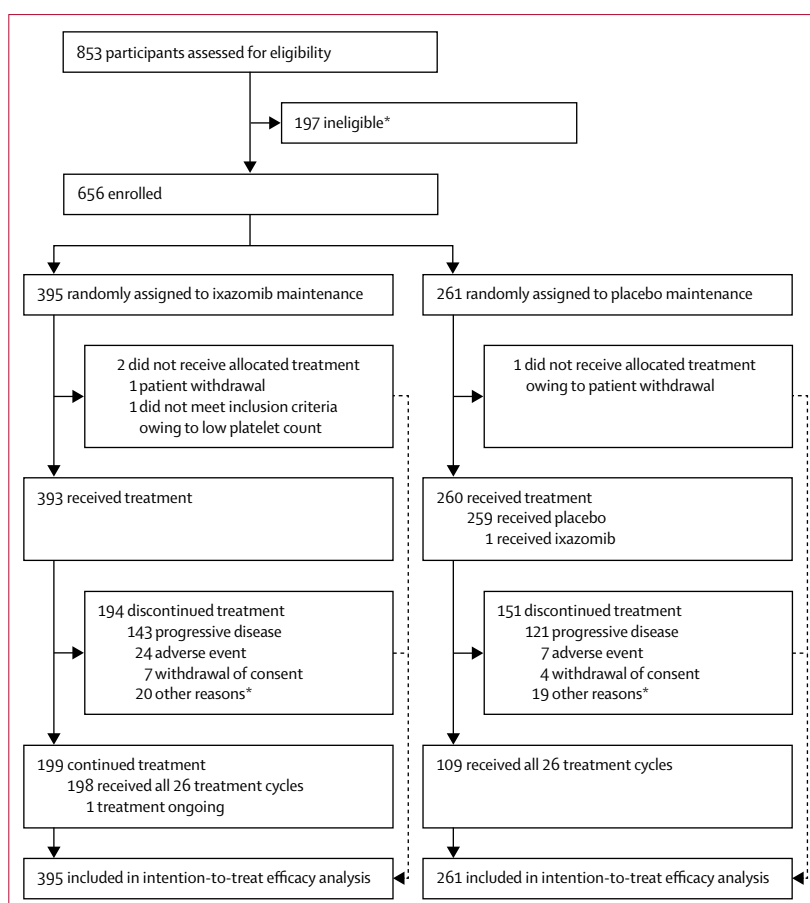 853 participants assessed for eligibility
197 ineligible*
656 enrolled
395 randomly assigned to ixazomib maintenance
261 randomly assigned to placebo maintenance
2 did not receive allocated treatment
1 patient withdrawal
1 did not meet inclusion criteria
owing to low platelet count
1 did not receive allocated treatment
owing to patient withdrawal
393 received treatment
260 received treatment
259 received placebo
1 received ixazomib
194 discontinued treatment
143 progressive disease
24 adverse event
7 withdrawal of consent
20 other reasons*
151 discontinued treatment
121 progressive disease
7 adverse event
4 withdrawal of consent
19 other reasons*
199 continued treatment
198 received all 26 treatment cycles
1 treatment ongoing
109 received all 26 treatment cycles
395 included in intention-to-treat efficacy analysis
261 included in intention-to-treat efficacy analysis